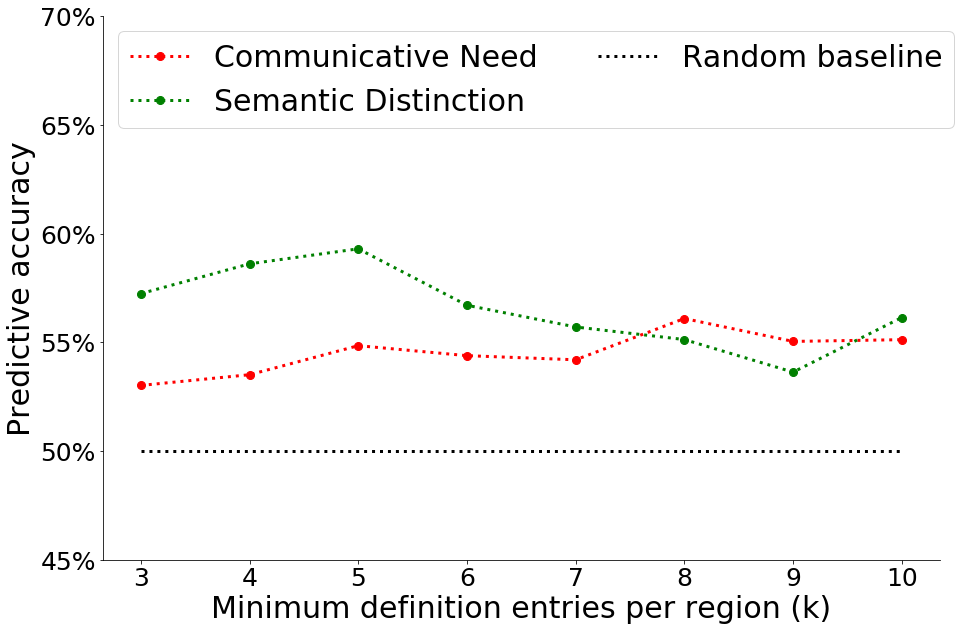 Communicative Need
Random baseline
Semantic Distinction
Predictive accuracy
70%
65%
60%
55%
50%
45%
3 4 5 6 7 8 9 10
Minimum definition entries per region (k)